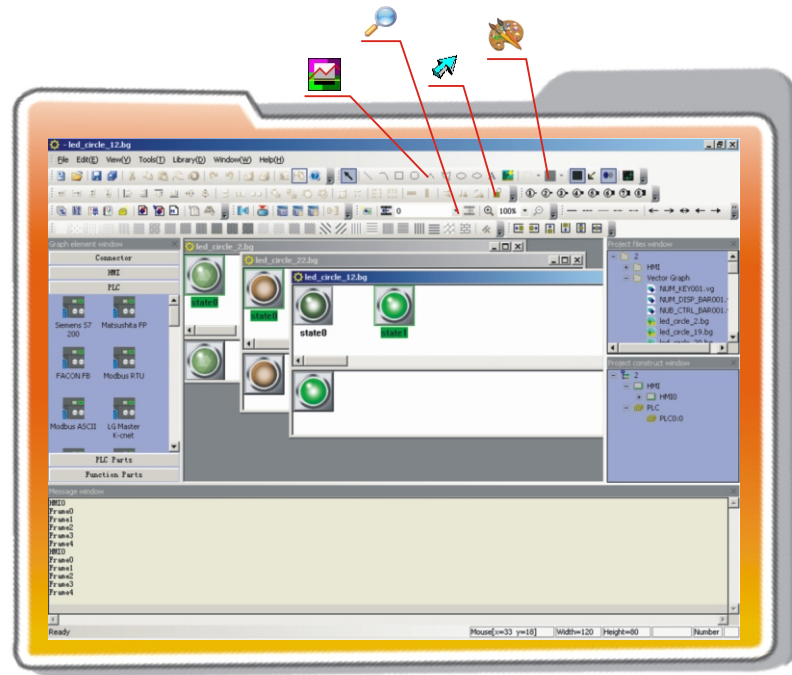 - led_circle_12.bg
File Edit(E) View(V) Tools(T) Library(D) Window(W) Help(H)
0
100%
Graph element window
Connector
HMI
PLC
Siemens S7 200
Matsushita FP
FACON FB
Modbus RTU
Modbus ASCII
LG Master K-cnet
PLC Parts
Function Parts
led_circle_2.bg
state0
led_circle_22.bg
state0
led_circle_12.bg
state0
state1
Project files window
2
HMI
Vector Graph
NUM_KEY001.vg
NUM_DISP_BAR001.
NUB_CTRL_BAR001.
led_circle_2.bg
led_circle_19.bg
led_circle_20.bg
Project construct window
2
HMI
HMI0
PLC
PLC0:0
Message window
HMI0
Frame0
Frame1
Frame2
Frame3
Frame4
HMI0
Frame0
Frame1
Frame2
Frame3
Frame4
Ready
Mouse[x=33 y=18] Width=120 Height=80 Number